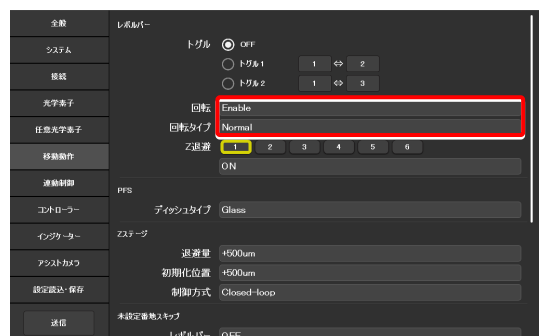 全般
システム
接続
光学素子
任意光学素子
移動動作
連動制御
コントローラー
インジケーター
アシストカメラ
設定読込・保存
送信
レボルバー
トグル OFF
トグル1 1 ⇔ 2
トグル2 1 ⇔ 3
回転 Enable
回転タイプ Normal
Z退避 1 2 3 4 5 6
ON
PFS
ディッシュタイプ Glass
Zステージ
退避量 +500um
初期化位置 +500um
制御方式 Closed-loop
未設定番地スキップ
レボルバー OFF